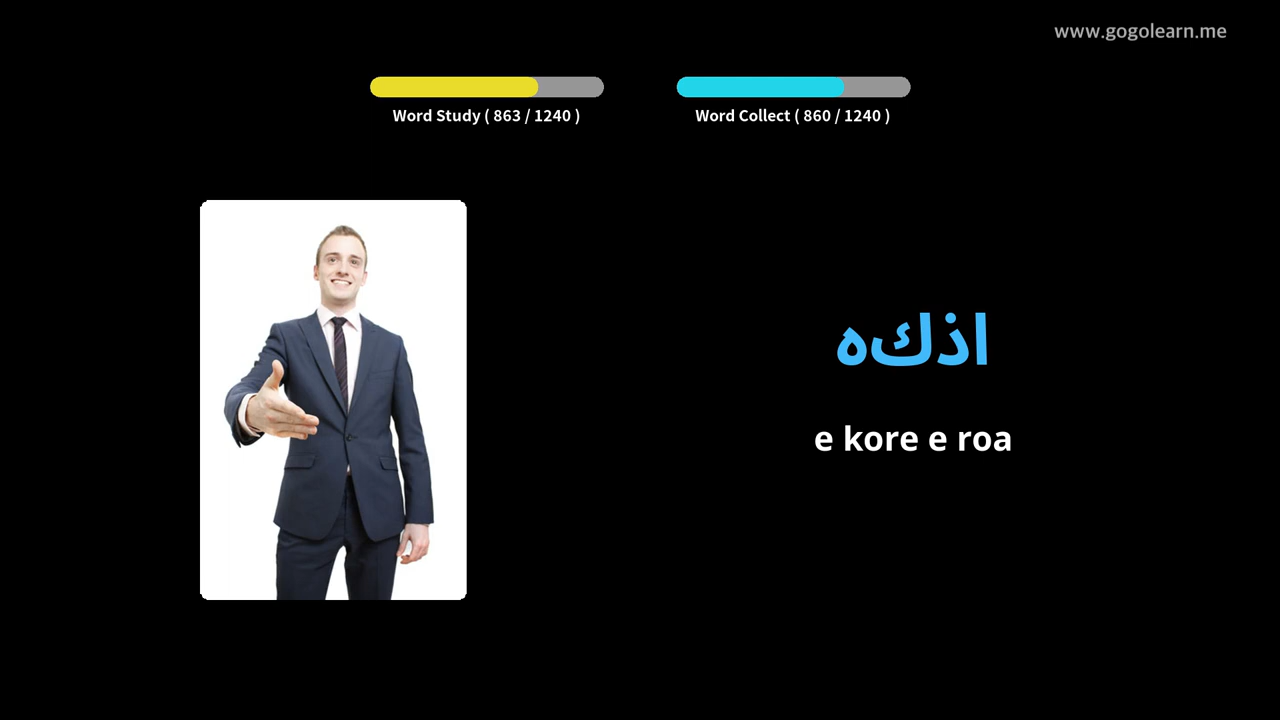 www.gogolearn.me
Word Study ( 863 / 1240 )
Word Collect ( 860 / 1240 )
اذكه
e kore e roa